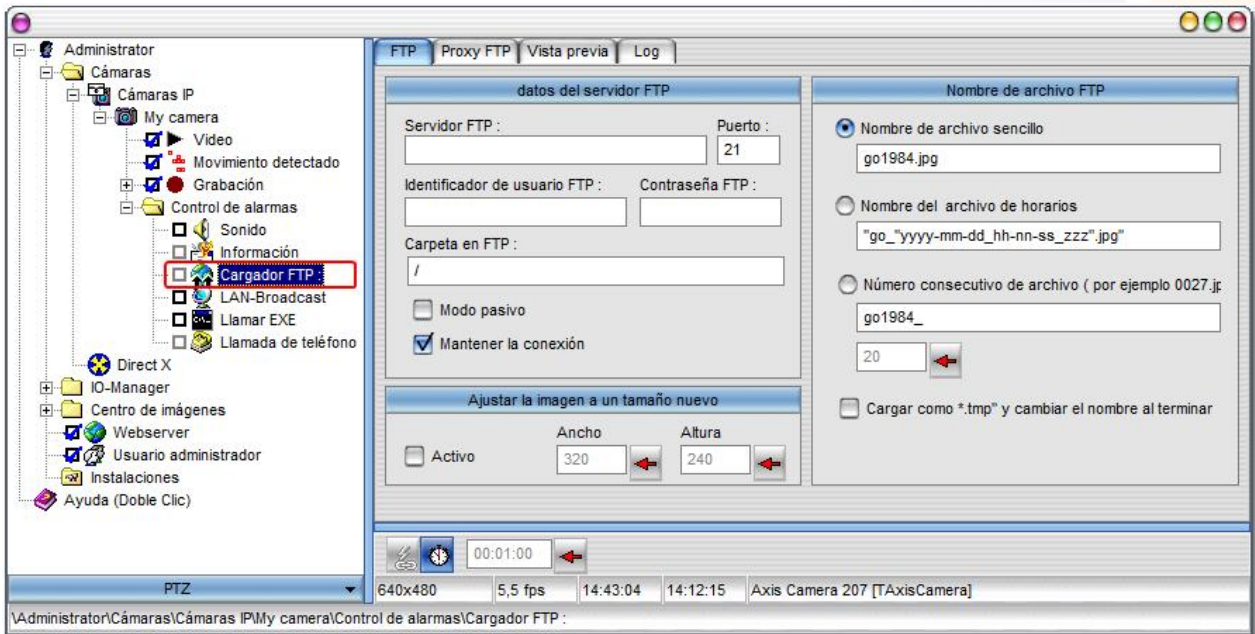 Administrator
Cámaras
Cámaras IP
My camera
Video
Movimiento detectado
Grabación
Control de alarmas
Sonido
Información
Cargador FTP :
LAN-Broadcast
Llamar EXE
Llamada de teléfono
Direct X
IO-Manager
Centro de imágenes
Webserver
Usuario administrador
Instalaciones
Ayuda (Doble Clic)
PTZ
FTP Proxy FTP Vista previa Log
datos del servidor FTP
Servidor FTP : Puerto :
21
Identificador de usuario FTP : Contraseña FTP :
Carpeta en FTP :
/
Modo pasivo
Mantener la conexión
Ajustar la imagen a un tamaño nuevo
Ancho Altura
Activo 320 240
Nombre de archivo FTP
Nombre de archivo sencillo
go1984.jpg
Nombre del archivo de horarios
"go_"yyyy-mm-dd_hh-nn-ss_zzz".jpg"
Número consecutivo de archivo ( por ejemplo 0027.jp
go1984_
20
Cargar como *.tmp" y cambiar el nombre al terminar
00:01:00
640x480 5,5 fps 14:43:04 14:12:15 Axis Camera 207 [TAxisCamera]
\Administrator\Cámaras\Cámaras IP\My camera\Control de alarmas\Cargador FTP :